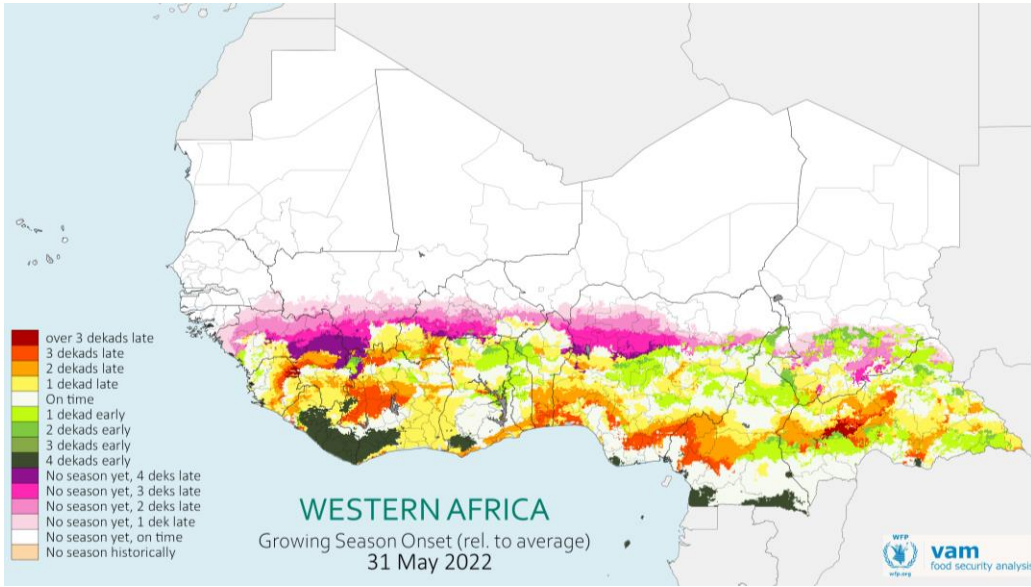 over 3 dekads late
3 dekads late
2 dekads late
1 dekad late
On time
1 dekad early
2 dekads early
3 dekads early
4 dekads early
No season yet, 4 deks late
No season yet, 3 deks late
No season yet, 2 deks late
No season yet, 1 dek late
No season yet, on time
No season historically
WESTERN AFRICA
Growing Season Onset (rel. to average)
31 May 2022
WFP
wfp.org
vam
food security analysis